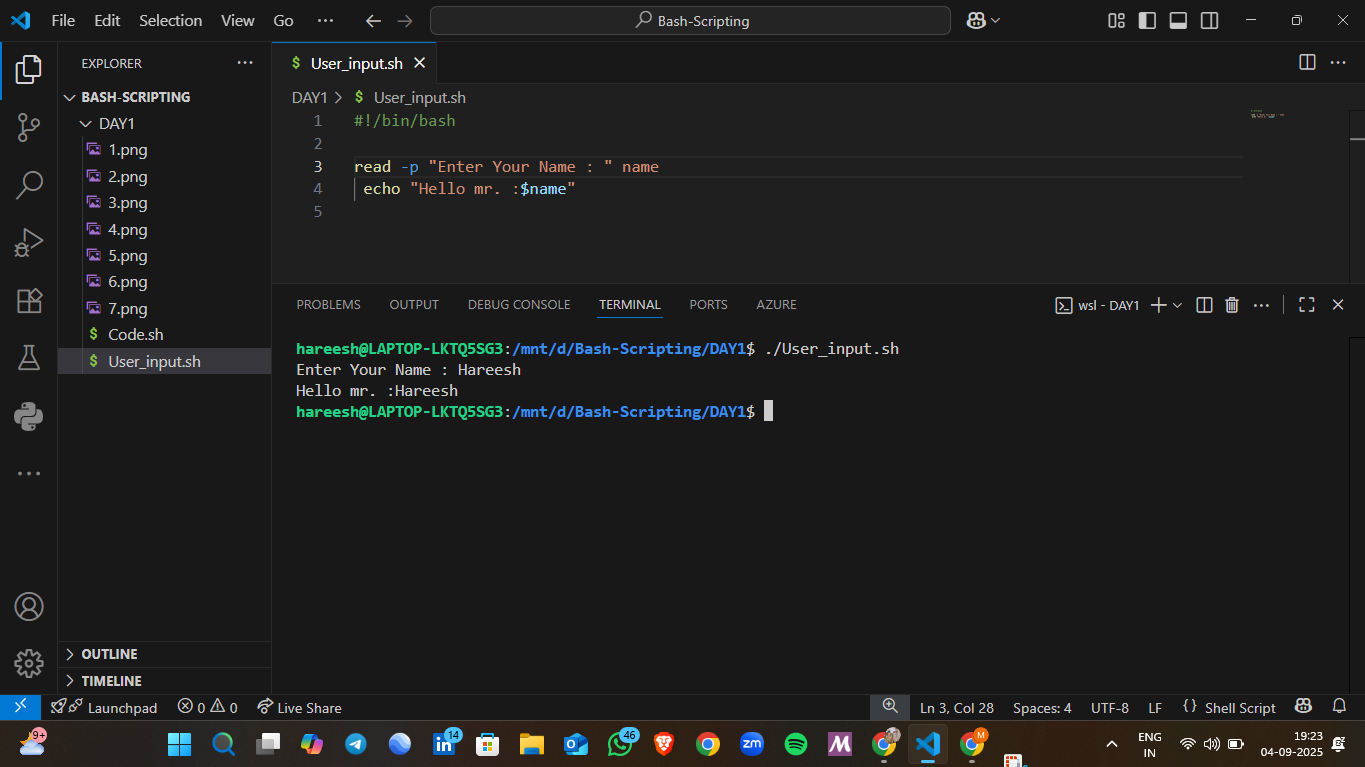 File Edit Selection View Go ··· Bash-Scripting
EXPLORER ···
BASH-SCRIPTING
DAY1
1.png
2.png
3.png
4.png
5.png
6.png
7.png
$ Code.sh
$ User_input.sh
OUTLINE
TIMELINE
$ User_input.sh
DAY1 > $ User_input.sh
1 #!/bin/bash
2
3 read -p "Enter Your Name : " name
4 echo "Hello mr. :$name"
5
PROBLEMS OUTPUT DEBUG CONSOLE TERMINAL PORTS AZURE wsl - DAY1
hareesh@LAPTOP-LKTQ5SG3:/mnt/d/Bash-Scripting/DAY1$ ./User_input.sh
Enter Your Name : Hareesh
Hello mr. :Hareesh
hareesh@LAPTOP-LKTQ5SG3:/mnt/d/Bash-Scripting/DAY1$
Launchpad 0 0 Live Share Ln 3, Col 28 Spaces: 4 UTF-8 LF {} Shell Script
9+ in 14 46 zm M M ENG 19:23
IN 04-09-2025